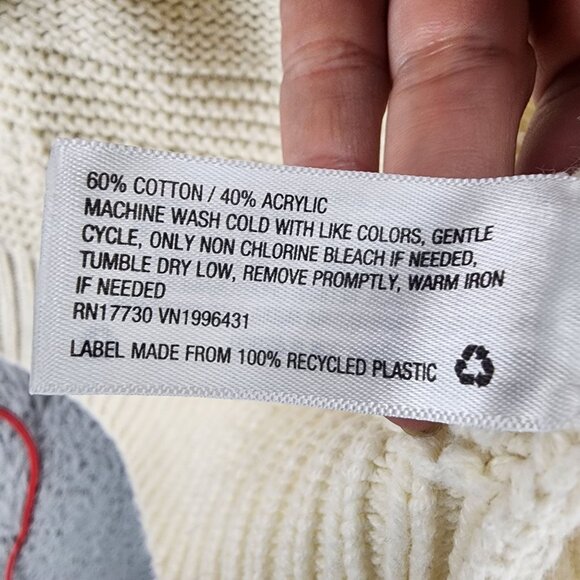 60% COTTON / 40% ACRYLIC
MACHINE WASH COLD WITH LIKE COLORS, GENTLE
CYCLE, ONLY NON CHLORINE BLEACH IF NEEDED,
TUMBLE DRY LOW, REMOVE PROMPTLY, WARM IRON
IF NEEDED
RN17730 VN1996431
LABEL MADE FROM 100% RECYCLED PLASTIC